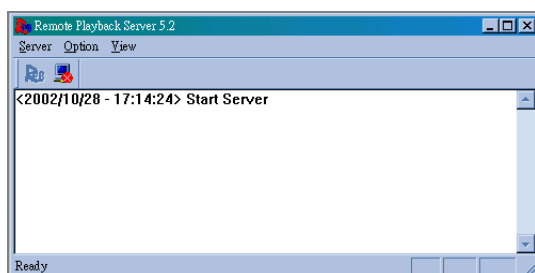 Remote Playback Server 5.2
Server Option View
<2002/10/28 - 17:14:24> Start Server
Ready